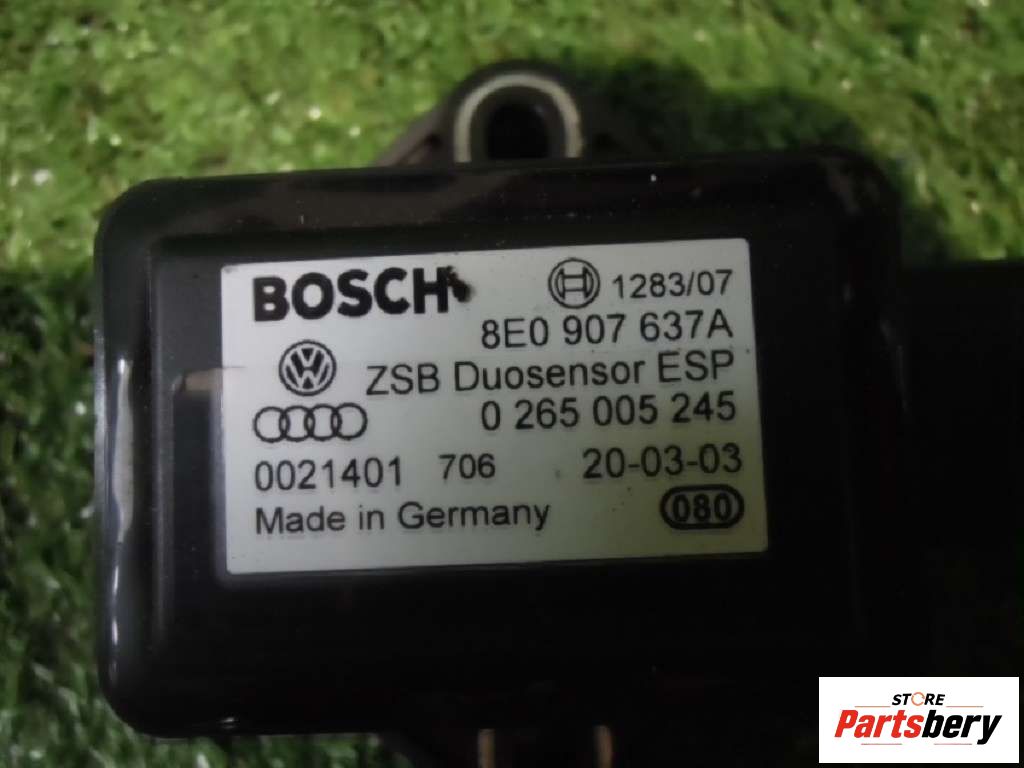 BOSCH 1283/07
8E0 907 637A
ZSB Duosensor ESP
0 265 005 245
0021401 706 20-03-03
Made in Germany 080
STORE
Partsbery